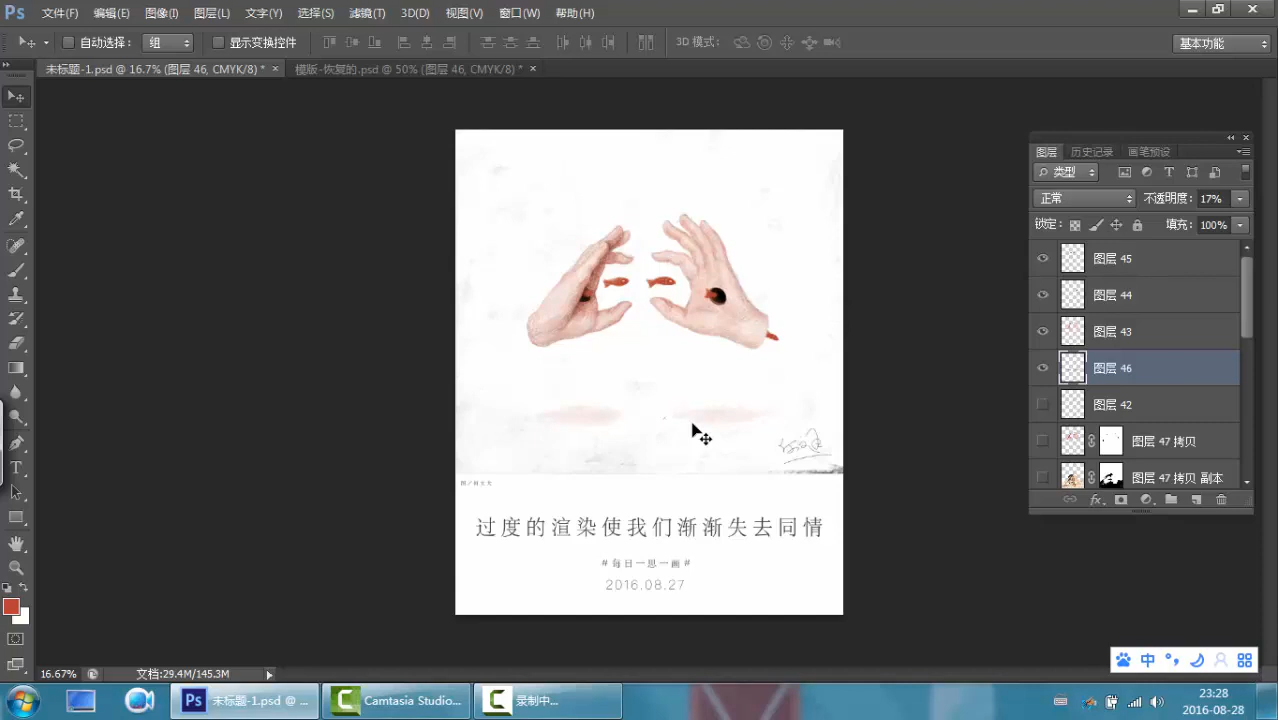 Ps 文件(F) 编辑(E) 图像(I) 图层(L) 文字(Y) 选择(S) 滤镜(T) 3D(D) 视图(V) 窗口(W) 帮助(H)
自动选择: 组 显示变换控件 3D 模式: 基本功能
未标题-1.psd @ 16.7% (图层 46, CMYK/8) * × 模版-恢复的.psd @ 50% (图层 46, CMYK/8) * ×
图层 历史记录 画笔预设
类型
正常 不透明度: 17%
锁定: 填充: 100%
图层 45
图层 44
图层 43
图层 46
图层 42
图层 47 拷贝
图层 47 拷贝 副本
fx
过度的渲染使我们渐渐失去同情
#每日一思一画#
2016.08.27
中
16.67% 文档:29.4M/145.3M
Ps 未标题-1.psd @ ... Camtasia Studio... 录制中...
23:28
2016-08-28